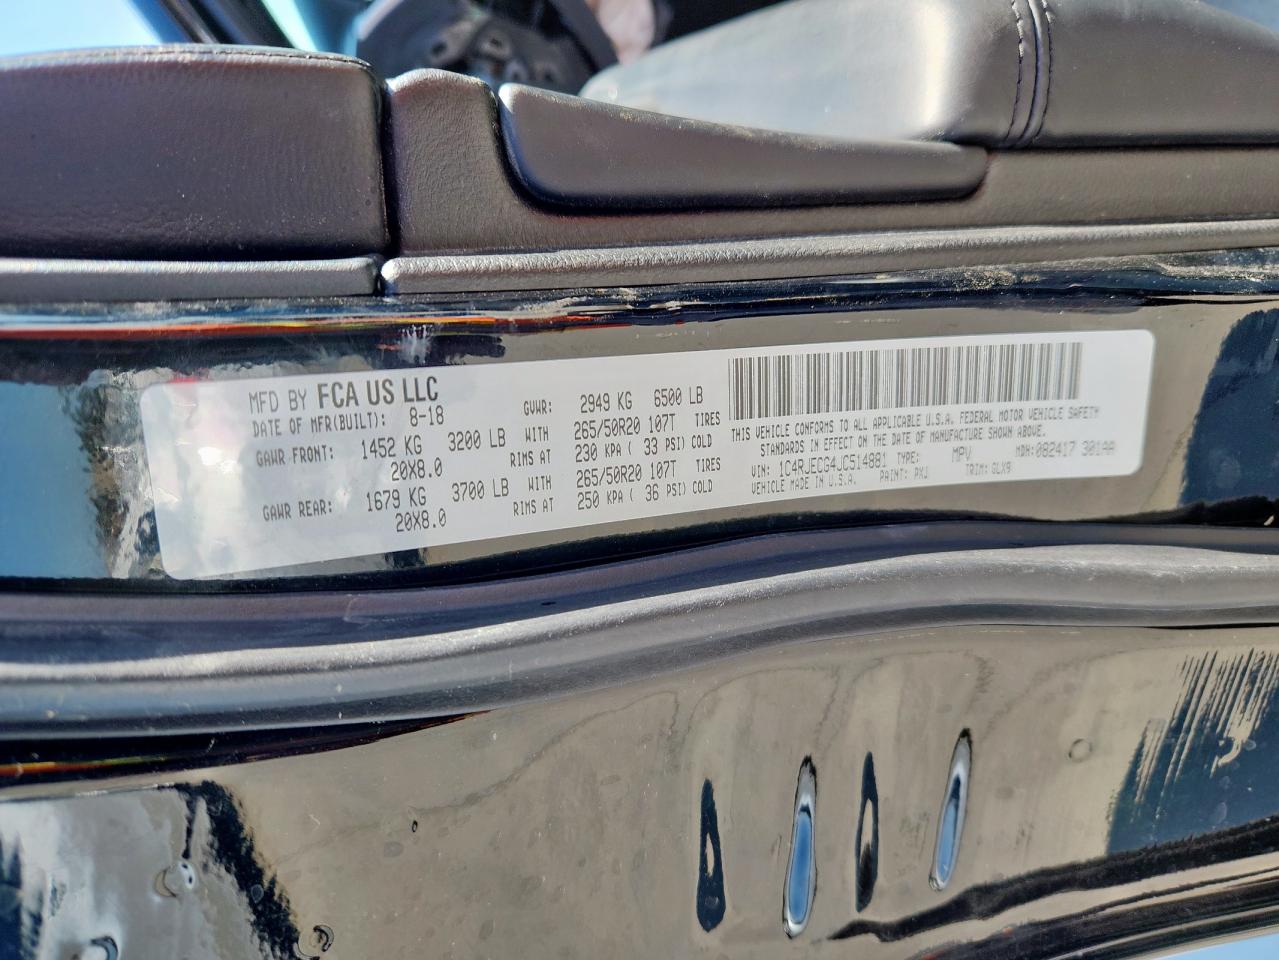 MFD BY FCA US LLC
DATE OF MFR(BUILT): 8-18 GVWR: 2949 KG 6500 LB
GAWR FRONT: 1452 KG 3200 LB WITH 265/50R20 107T TIRES
20X8.0 RIMS AT 230 KPA ( 33 PSI) COLD
GAWR REAR: 1679 KG 3700 LB WITH 265/50R20 107T TIRES
20X8.0 RIMS AT 250 KPA ( 36 PSI) COLD
THIS VEHICLE CONFORMS TO ALL APPLICABLE U.S.A. FEDERAL MOTOR VEHICLE SAFETY
STANDARDS IN EFFECT ON THE DATE OF MANUFACTURE SHOWN ABOVE.
VIN: 1C4RJECG4JC514881 TYPE: MPV MDH:082417 301AA
VEHICLE MADE IN U.S.A. PAINT: PXJ TRIM: GLX9